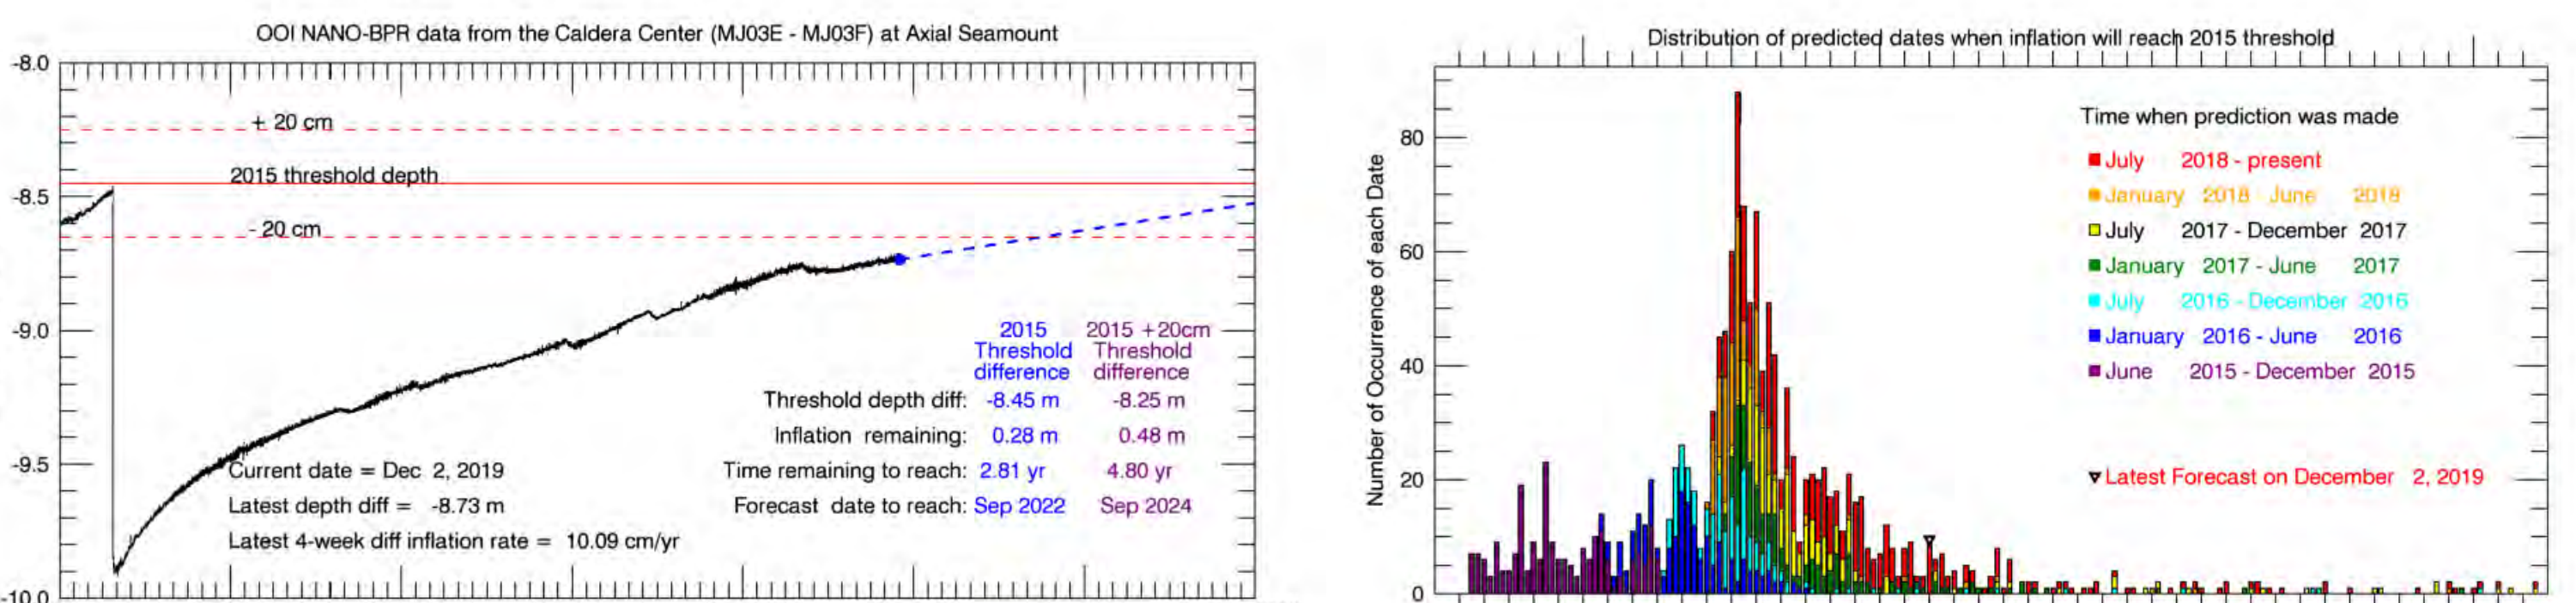 OOI NANO-BPR data from the Caldera Center (MJ03E - MJ03F) at Axial Seamount
-8.0
+ 20 cm
2015 threshold depth
-8.5
- 20 cm
-9.0
2015 2015 +20cm
Threshold Threshold
difference difference
Threshold depth diff: -8.45 m -8.25 m
Inflation remaining: 0.28 m 0.48 m
-9.5
Current date = Dec 2, 2019
Time remaining to reach: 2.81 yr 4.80 yr
Latest depth diff = -8.73 m
Forecast date to reach: Sep 2022 Sep 2024
Latest 4-week diff inflation rate = 10.09 cm/yr
-10.0
Distribution of predicted dates when inflation will reach 2015 threshold
Number of Occurrence of each Date
80
60
40
20
0
Time when prediction was made
July 2018 - present
January 2018 - June 2018
July 2017 - December 2017
January 2017 - June 2017
July 2016 - December 2016
January 2016 - June 2016
June 2015 - December 2015
Latest Forecast on December 2, 2019